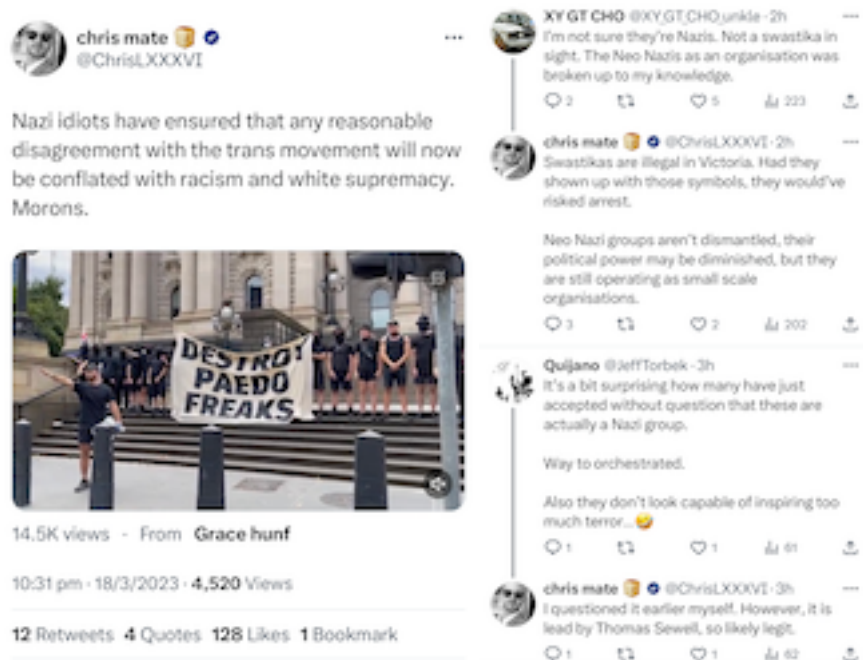 chris mate
@ChrisLXXXVI
Nazi idiots have ensured that any reasonable
disagreement with the trans movement will now
be conflated with racism and white supremacy.
Morons.
DESTROY
PAEDO
FREAKS
14.5K views - From Grace hunf
10:31 pm · 18/3/2023 · 4,520 Views
12 Retweets 4 Quotes 128 Likes 1 Bookmark
XY GT CHO @XY_GT_CHO_unkle · 2h
I'm not sure they're Nazis. Not a swastika in
sight. The Neo Nazis as an organisation was
broken up to my knowledge.
2 5 223
chris mate @ChrisLXXXVI · 2h
Swastikas are illegal in Victoria. Had they
shown up with those symbols, they would've
risked arrest.
Neo Nazi groups aren't dismantled, their
political power may be diminished, but they
are still operating as small scale
organisations.
3 2 202
Quijano @JeffTorbek · 3h
It's a bit surprising how many have just
accepted without question that these are
actually a Nazi group.
Way to orchestrated.
Also they don't look capable of inspiring too
much terror...🤣
1 1 61
chris mate @ChrisLXXXVI · 3h
I questioned it earlier myself. However, it is
lead by Thomas Sewell, so likely legit.
1 1 62